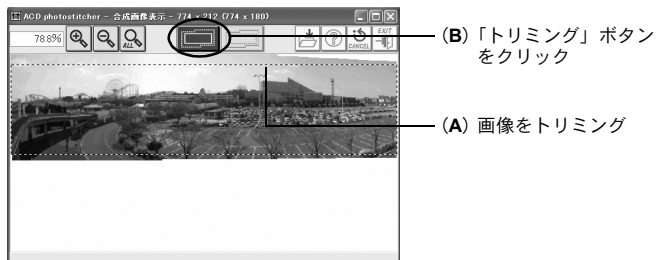 ACD photostitcher - 合成画像表示 - 774 x 212 (774 x 180)
78.8%
ALL
CANCEL
EXIT
(B)「トリミング」ボタン
をクリック
(A) 画像をトリミング